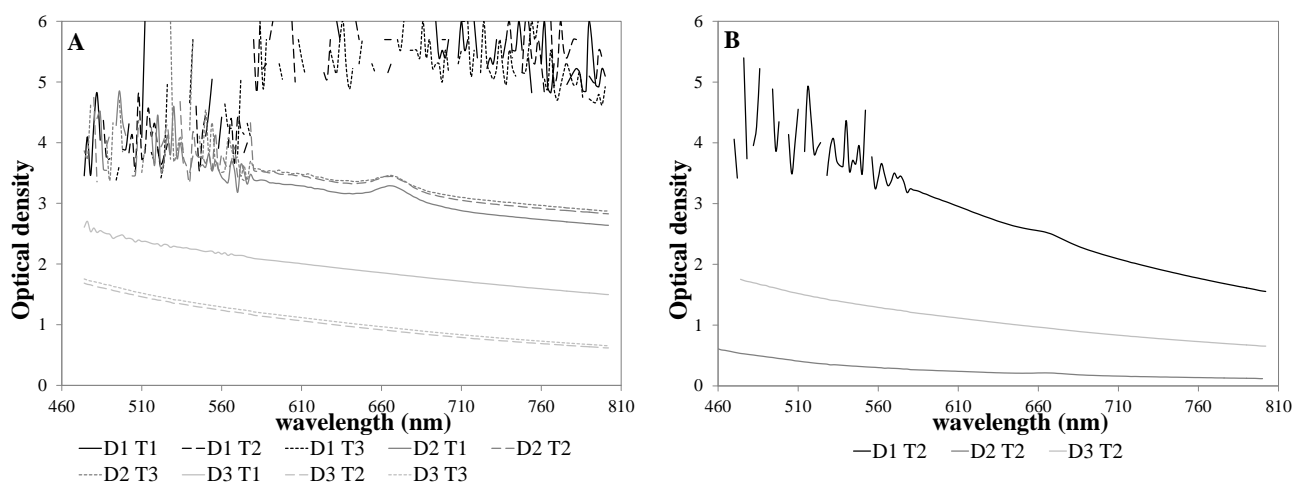 A
6
5
4
3
2
1
0
Optical density
460 510 560 610 660 710 760 810
wavelength (nm)
D1 T1 D1 T2 D1 T3 D2 T1 D2 T2
D2 T3 D3 T1 D3 T2 D3 T3
B
6
5
4
3
2
1
0
Optical density
460 510 560 610 660 710 760 810
wavelength (nm)
D1 T2 D2 T2 D3 T2